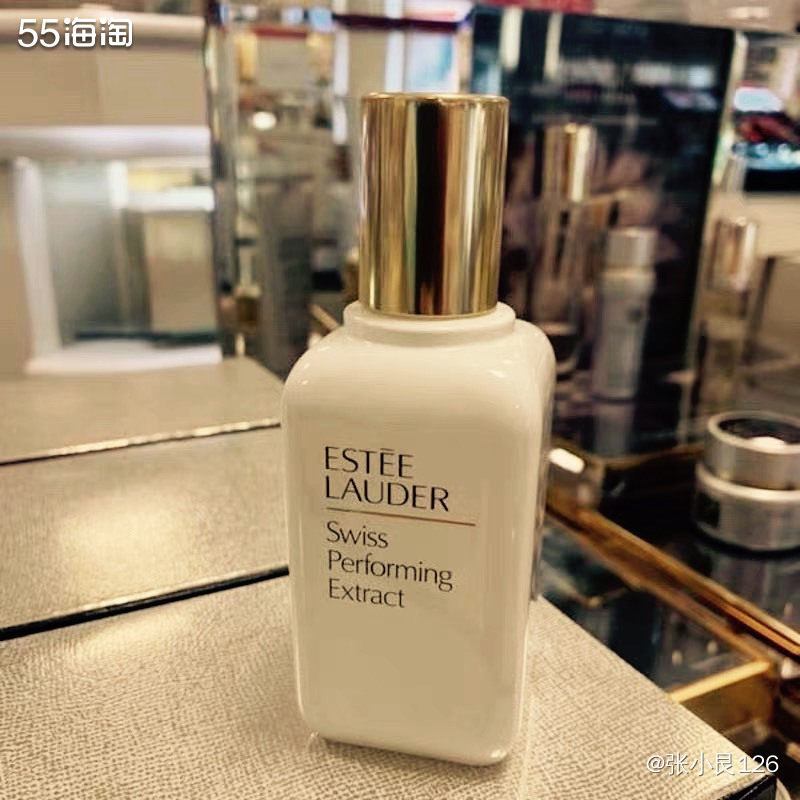 55海淘
ESTĒE
LAUDER
Swiss
Performing
Extract
@张小艮126